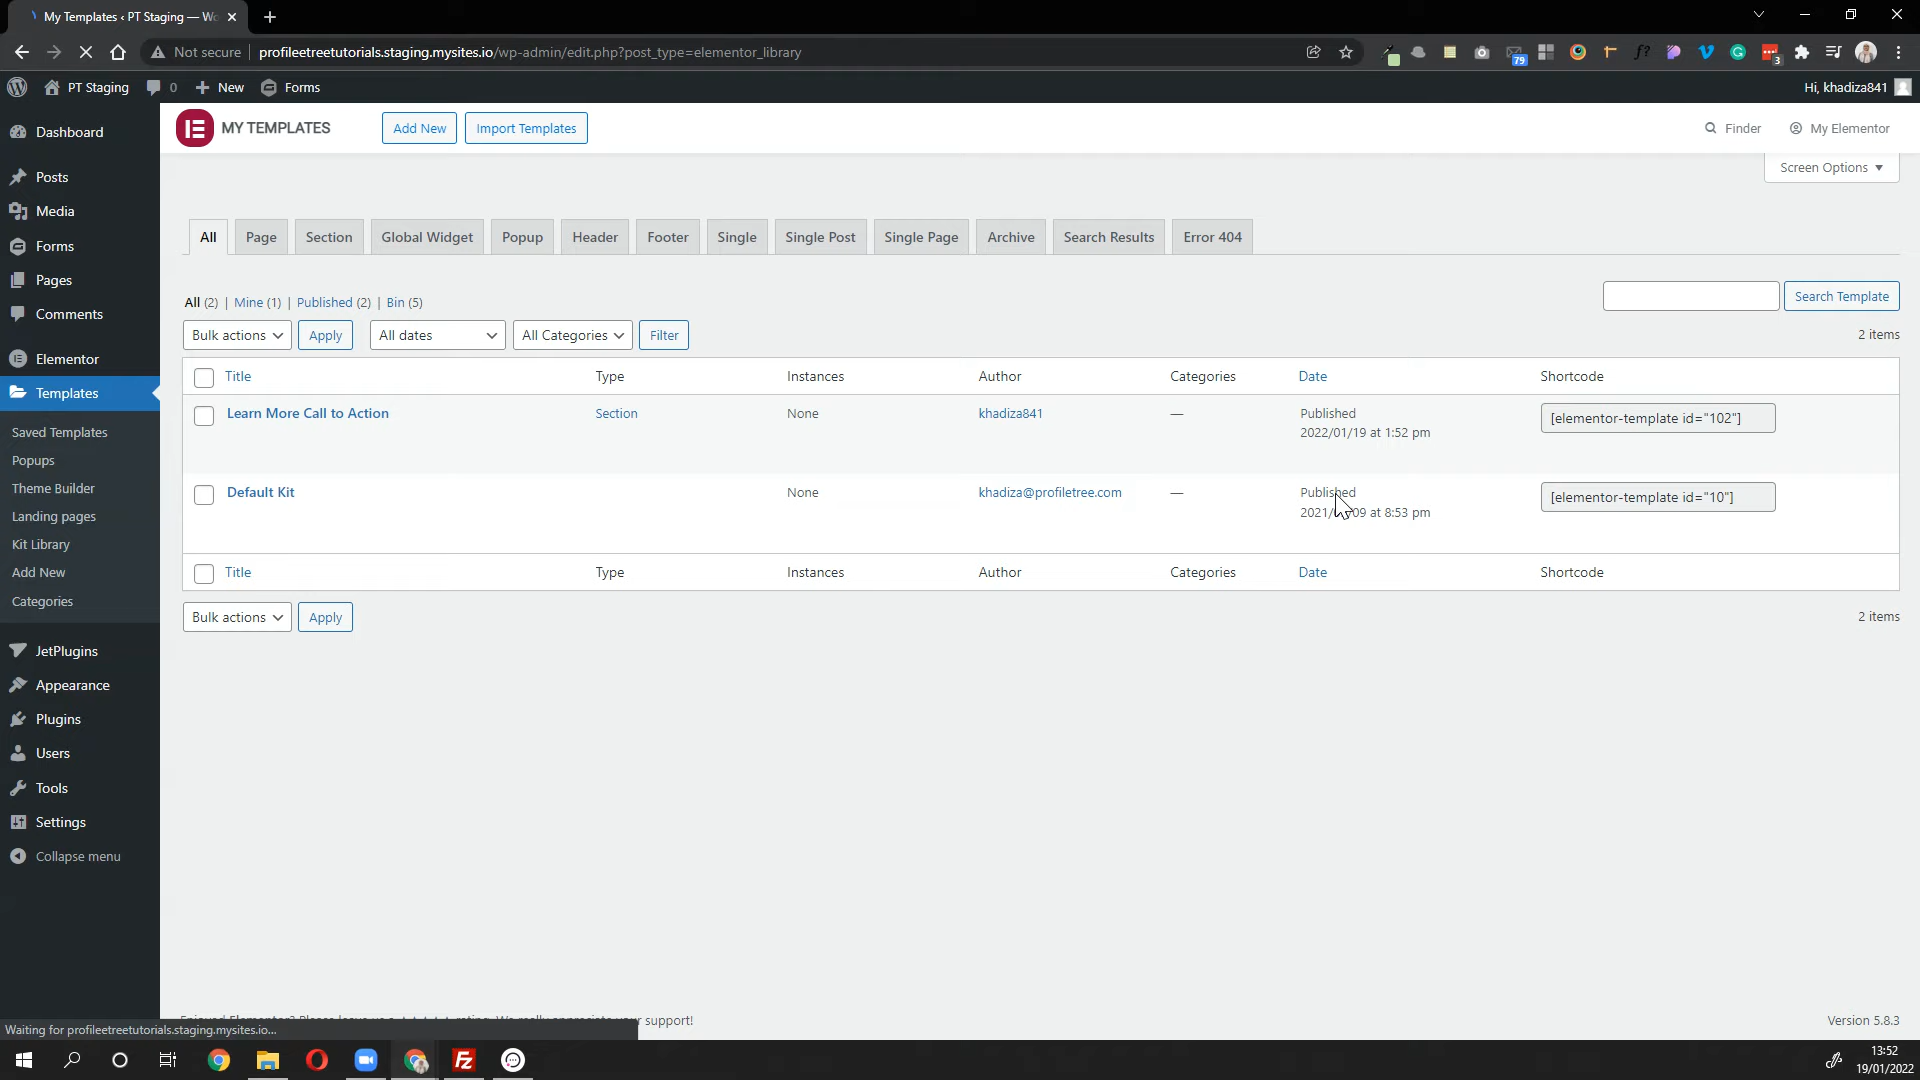 My Templates ‹ PT Staging — Wo
Not secure
profileetreetutorials.staging.mysites.io/wp-admin/edit.php?post_type=elementor_library
79
3
PT Staging
0
New
Forms
Hi, khadiza841
Dashboard
Posts
Media
Forms
Pages
Comments
Elementor
Templates
Saved Templates
Popups
Theme Builder
Landing pages
Kit Library
Add New
Categories
JetPlugins
Appearance
Plugins
Users
Tools
Settings
Collapse menu
MY TEMPLATES
Add New
Import Templates
Finder
My Elementor
Screen Options
All
Page
Section
Global Widget
Popup
Header
Footer
Single
Single Post
Single Page
Archive
Search Results
Error 404
All (2) | Mine (1) | Published (2) | Bin (5)
Search Template
Bulk actions
Apply
All dates
All Categories
Filter
2 items
Title Type Instances Author Categories Date Shortcode
Learn More Call to Action Section None khadiza841 — Published [elementor-template id="102"]
2022/01/19 at 1:52 pm
Default Kit None khadiza@profiletree.com — Published [elementor-template id="10"]
2021/ 09 at 8:53 pm
Title Type Instances Author Categories Date Shortcode
Bulk actions
Apply
2 items
support!
Version 5.8.3
Waiting for profileetreetutorials.staging.mysites.io...
13:52
19/01/2022